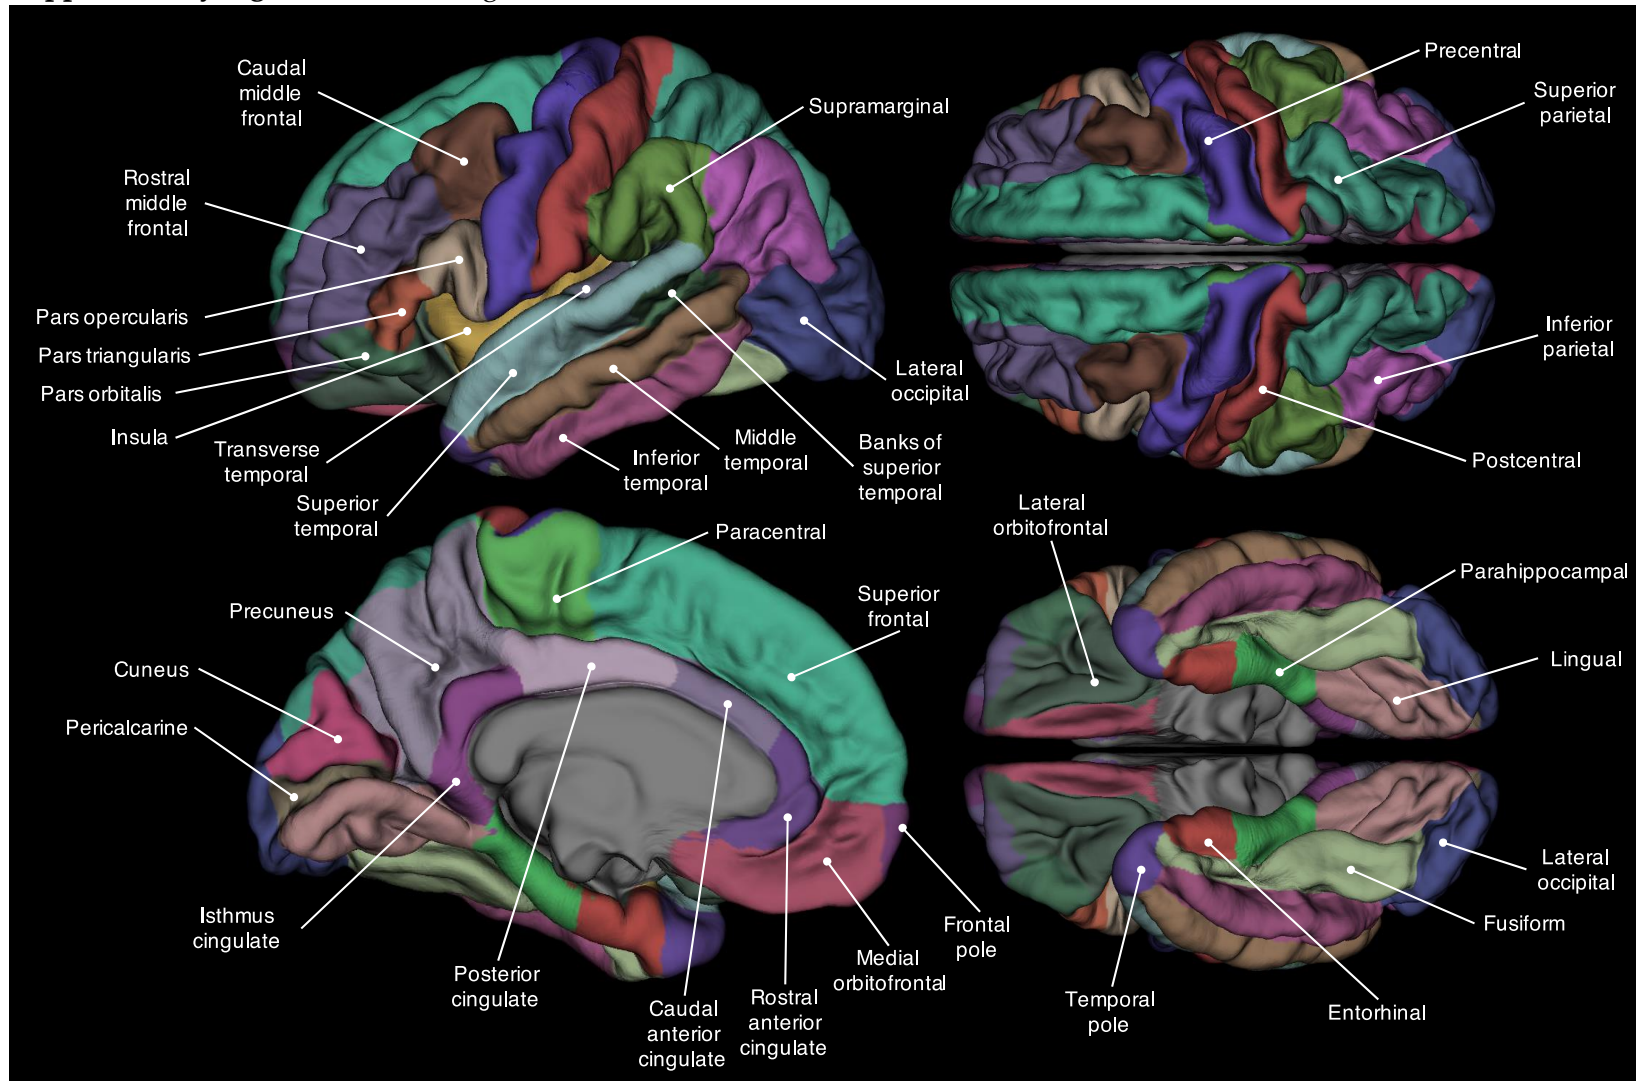 Caudal
middle
frontal
Rostral
middle
frontal
Pars opercularis
Pars triangularis
Pars orbitalis
Insula
Transverse
temporal
Superior
temporal
Inferior
temporal
Middle
temporal
Banks of
superior
temporal
Lateral
occipital
Supramarginal
Precentral
Superior
parietal
Inferior
parietal
Postcentral
Paracentral
Precuneus
Superior
frontal
Cuneus
Pericalcarine
Isthmus
cingulate
Posterior
cingulate
Caudal
anterior
cingulate
Rostral
anterior
cingulate
Medial
orbitofrontal
Frontal
pole
Lateral
orbitofrontal
Parahippocampal
Lingual
Lateral
occipital
Fusiform
Entorhinal
Temporal
pole